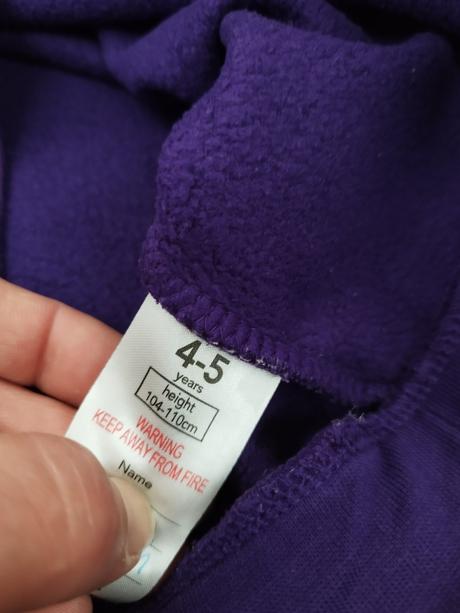 4-5
years
height
104-110cm
WARNING
KEEP AWAY FROM FIRE
Name